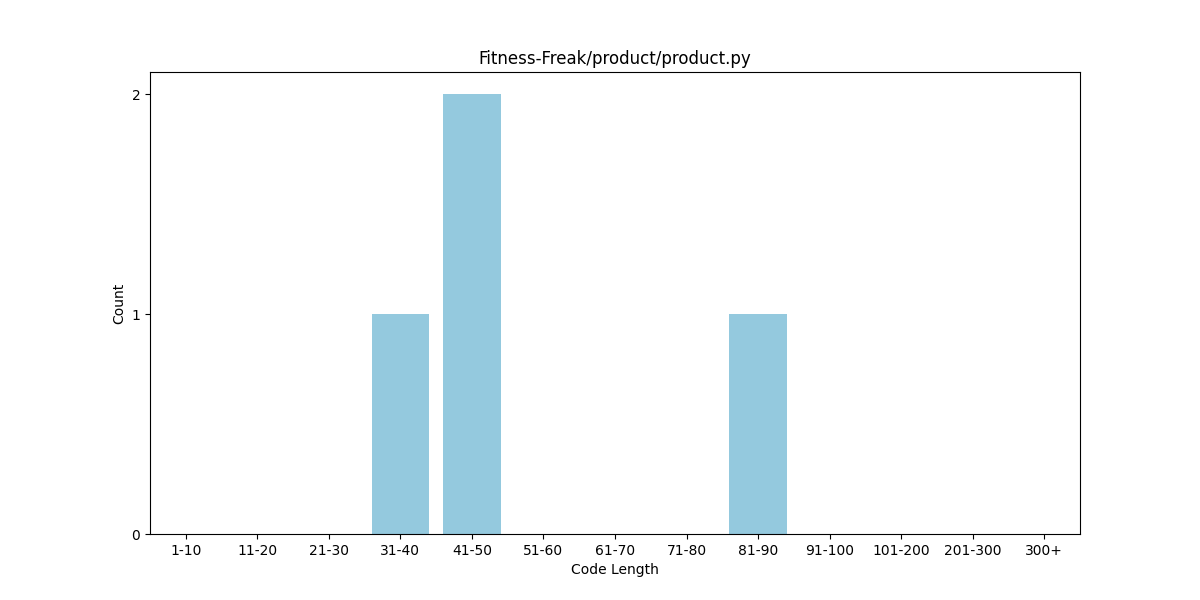 Fitness-Freak/product/product.py
Count
2
1
0
1-10 11-20 21-30 31-40 41-50 51-60 61-70 71-80 81-90 91-100 101-200 201-300 300+
Code Length